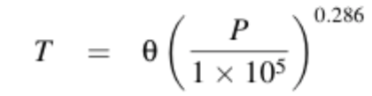 T = θ ( P / 1 × 10⁵ )^0.286